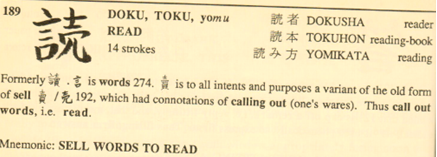 189
読
DOKU, TOKU, yomu
READ
14 strokes
読者 DOKUSHA reader
読本 TOKUHON reading-book
読み方 YOMIKATA reading
Formerly 讀. 言 is words 274. 賣 is to all intents and purposes a variant of the old form
of sell 賣 / 売 192, which had connotations of calling out (one's wares). Thus call out
words, i.e. read.
Mnemonic: SELL WORDS TO READ